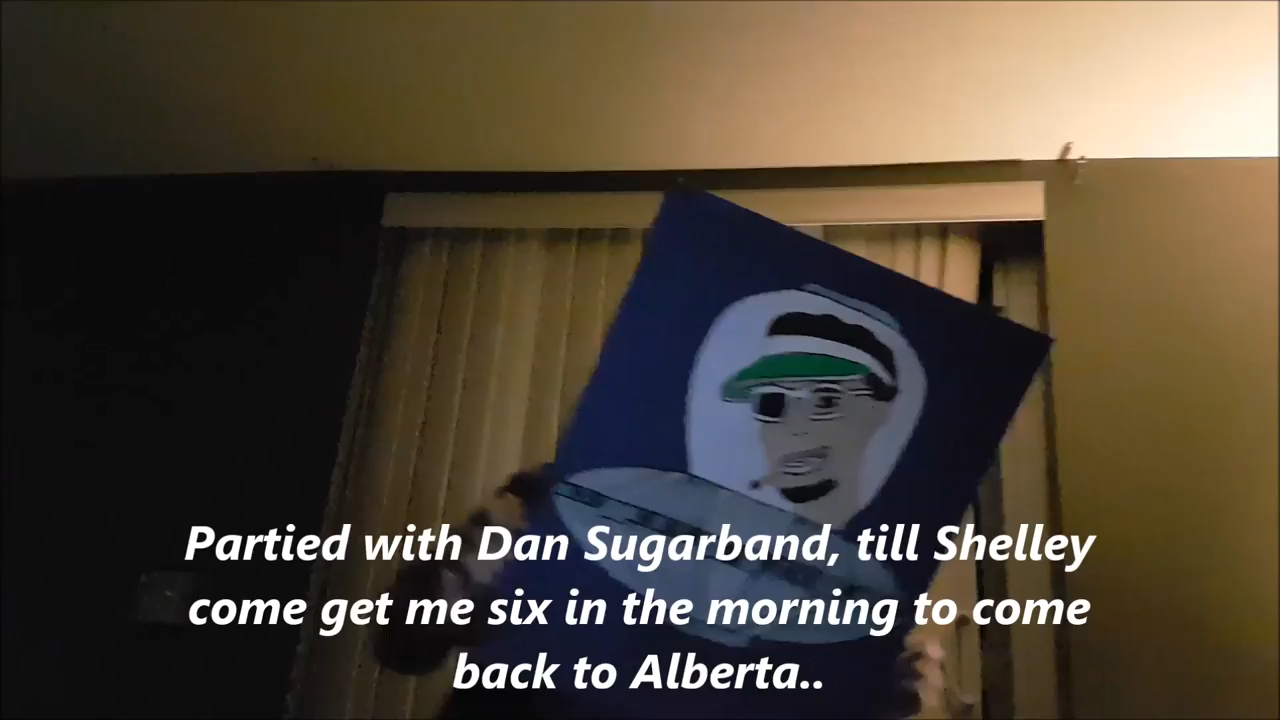 Partied with Dan Sugarband, till Shelley
come get me six in the morning to come
back to Alberta..